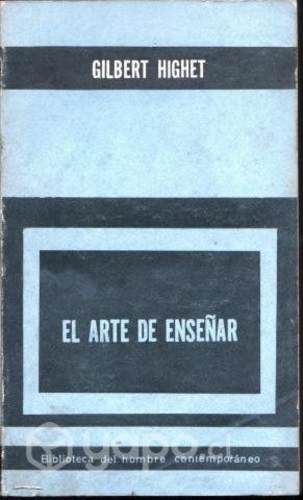 GILBERT HIGHET
EL ARTE DE ENSEÑAR
Biblioteca del hombre contemporáneo